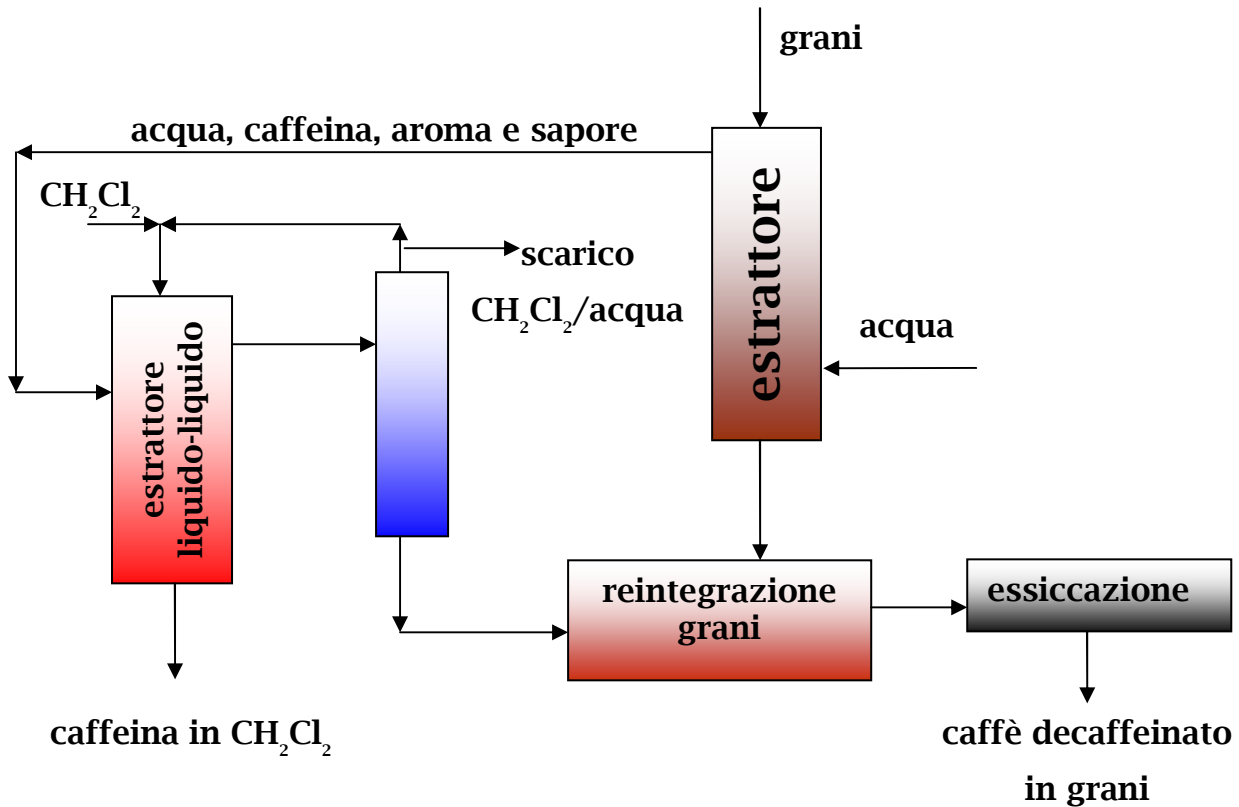 grani
acqua, caffeina, aroma e sapore
CH₂Cl₂
scarico
CH₂Cl₂/acqua
estrattore
acqua
estrattore
liquido-liquido
reintegrazione
grani
essiccazione
caffeina in CH₂Cl₂
caffè decaffeinato
in grani